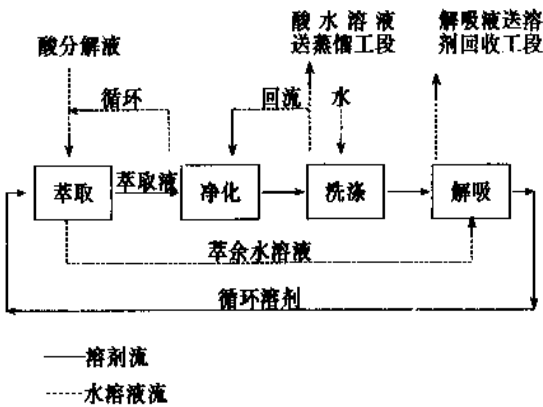 酸水溶液
送蒸馏工段
解吸液送溶
剂回收工段
酸分解液
循环
回流
水
萃取
萃取液
净化
洗涤
解吸
萃余水溶液
循环溶剂
溶剂流
水溶液流